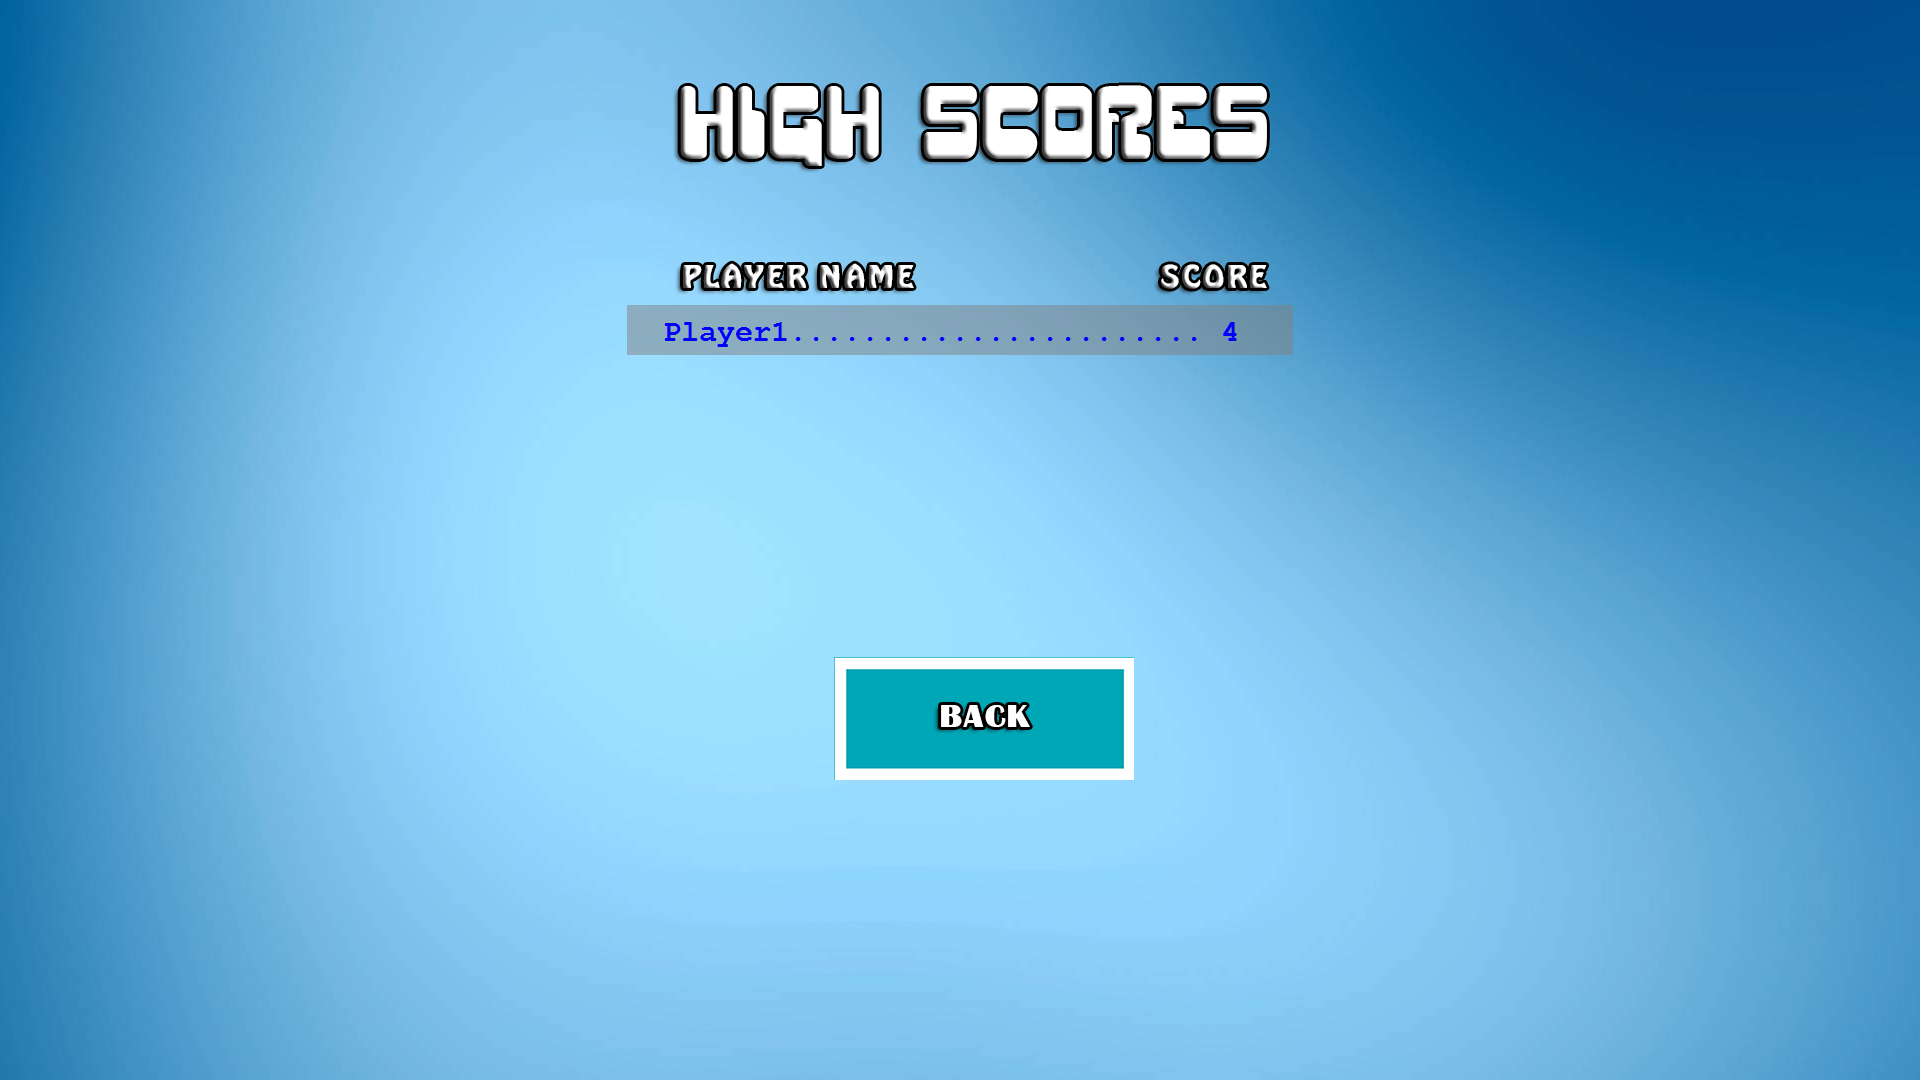 HIGH SCORES
PLAYER NAME SCORE
Player1....................... 4
BACK